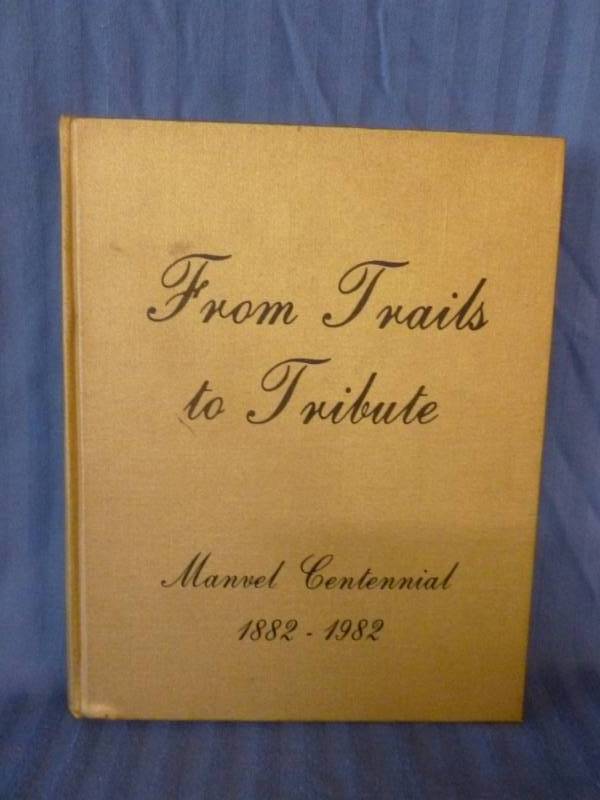 From Trails
to Tribute
Manvel Centennial
1882 - 1982